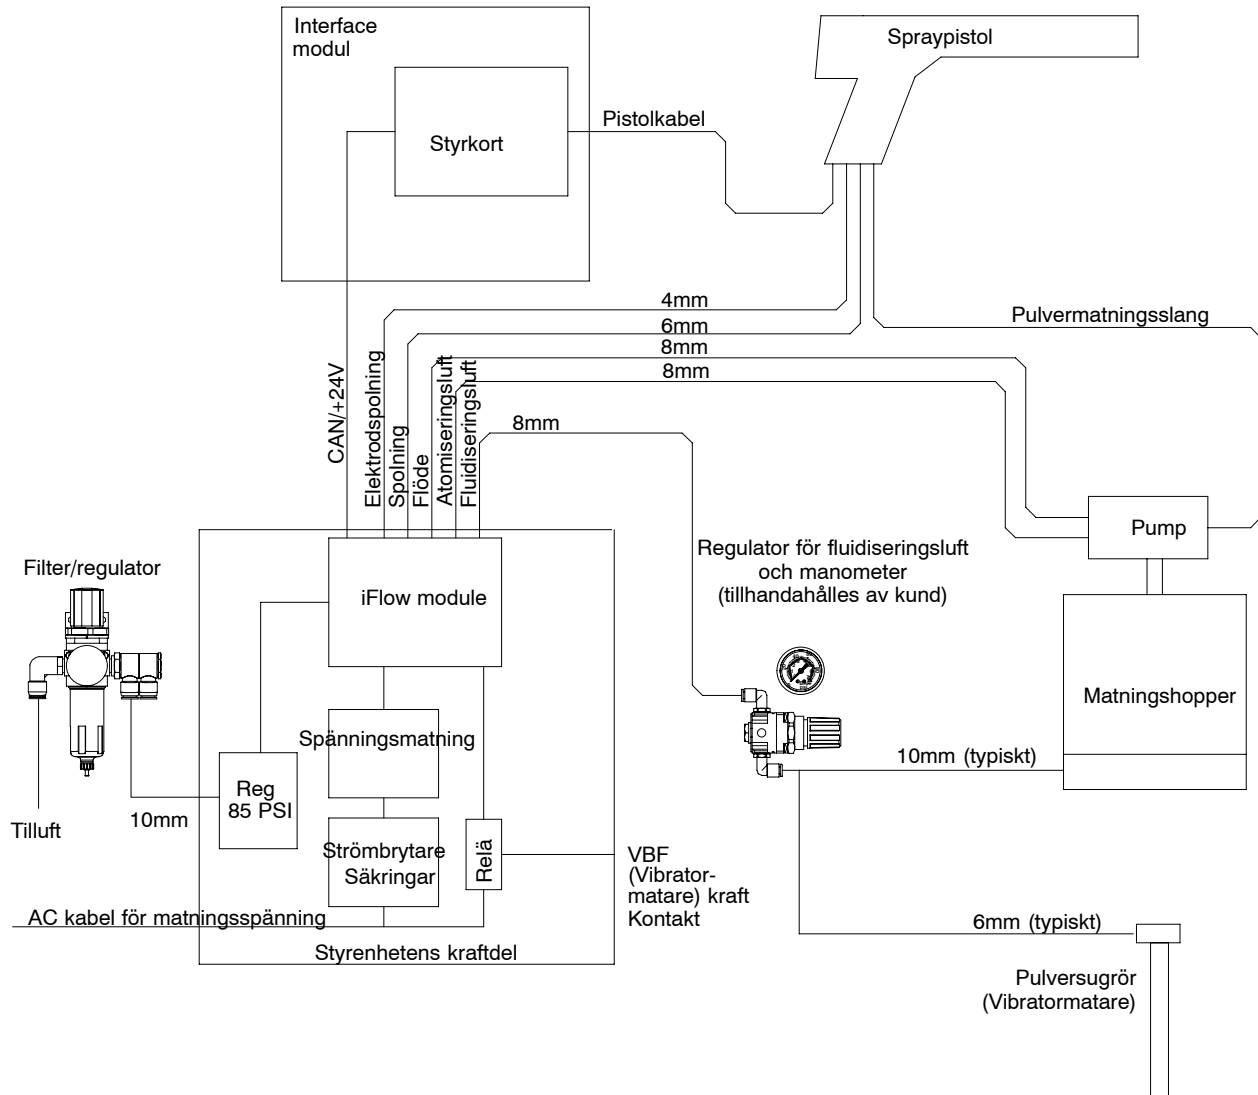 Interface
modul
Spraypistol
Pistolkabel
Styrkort
4mm
6mm
Pulvermatningsslang
8mm
8mm
8mm
CAN/+24V
Elektrodspolning
Spolning
Flöde
Atomiseringsluft
Fluidiseringsluft
Pump
Regulator för fluidiseringsluft
och manometer
(tillhandahålles av kund)
Filter/regulator
iFlow module
Matningshopper
Spänningsmatning
10mm (typiskt)
Reg
85 PSI
10mm
Tilluft
Strömbrytare
Säkringar
Relä
VBF
(Vibrator-
matare) kraft
Kontakt
AC kabel för matningsspänning
6mm (typiskt)
Styrenhetens kraftdel
Pulversugrör
(Vibratormatare)